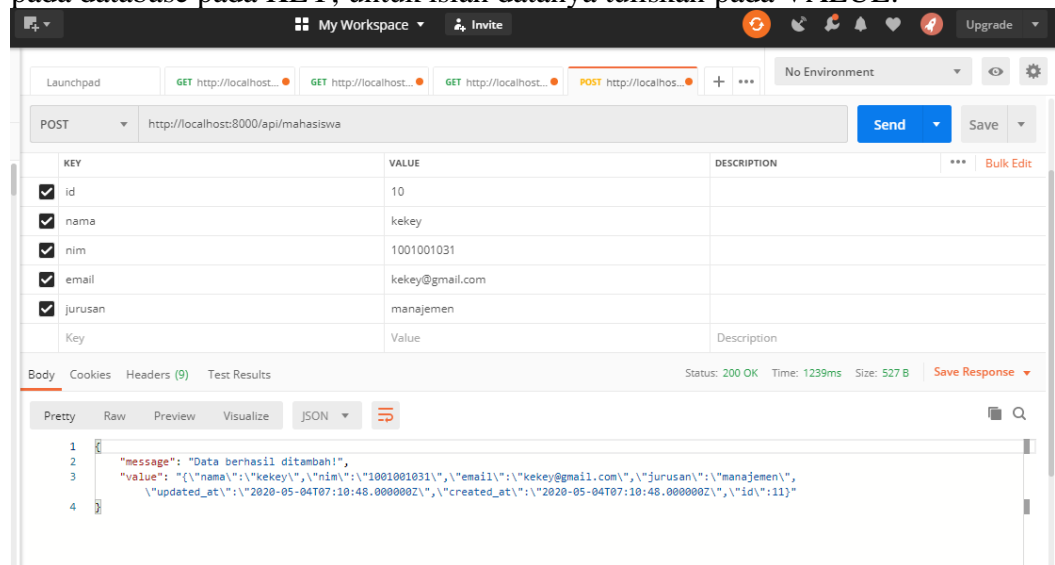 pada database pada KEY, untuk isian datanya tuliskan pada VALUE.
My Workspace Invite Upgrade
Launchpad GET http://localhost... GET http://localhost... GET http://localhost... POST http://localhos... + ••• No Environment
POST http://localhost:8000/api/mahasiswa Send Save
KEY VALUE DESCRIPTION ••• Bulk Edit
id 10
nama kekey
nim 1001001031
email kekey@gmail.com
jurusan manajemen
Key Value Description
Body Cookies Headers (9) Test Results Status: 200 OK Time: 1239ms Size: 527 B Save Response
Pretty Raw Preview Visualize JSON
1 {
2 "message": "Data berhasil ditambah!",
3 "value": "{\"nama\":\"kekey\",\"nim\":\"1001001031\",\"email\":\"kekey@gmail.com\",\"jurusan\":\"manajemen\",
\"updated_at\":\"2020-05-04T07:10:48.000000Z\",\"created_at\":\"2020-05-04T07:10:48.000000Z\",\"id\":11}"
4 }